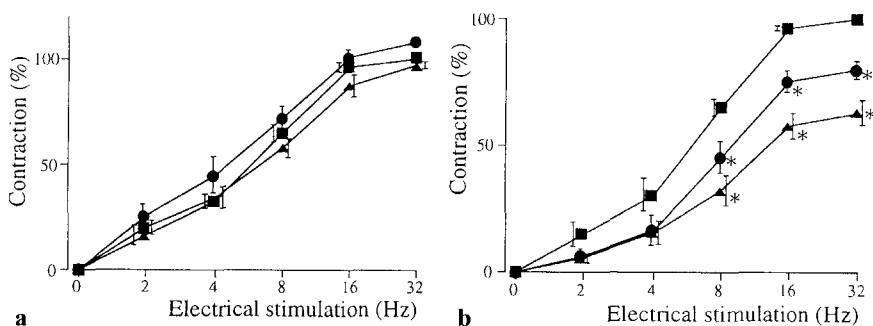 100
50
0
Contraction (%)
0 2 4 8 16 32
Electrical stimulation (Hz)
a
100
50
0
Contraction (%)
* * * * * *
0 2 4 8 16 32
Electrical stimulation (Hz)
b